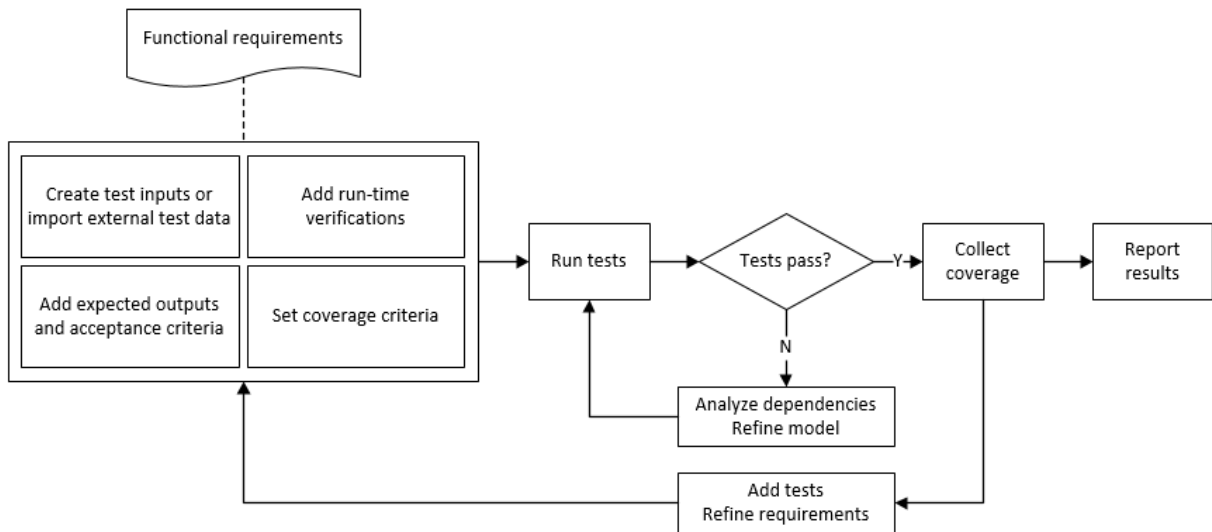 Functional requirements
Create test inputs or
import external test data
Add run-time
verifications
Add expected outputs
and acceptance criteria
Set coverage criteria
Run tests
Tests pass?
Y
Collect
coverage
Report
results
N
Analyze dependencies
Refine model
Add tests
Refine requirements